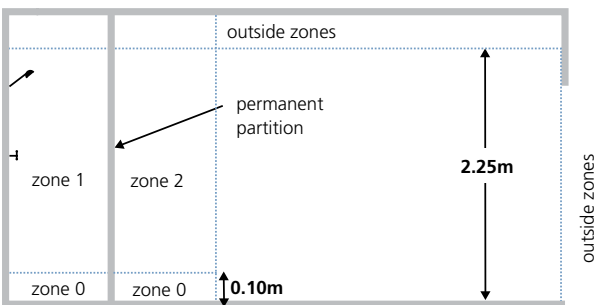 outside zones
permanent
partition
2.25m
zone 1
zone 2
outside zones
zone 0
zone 0
0.10m